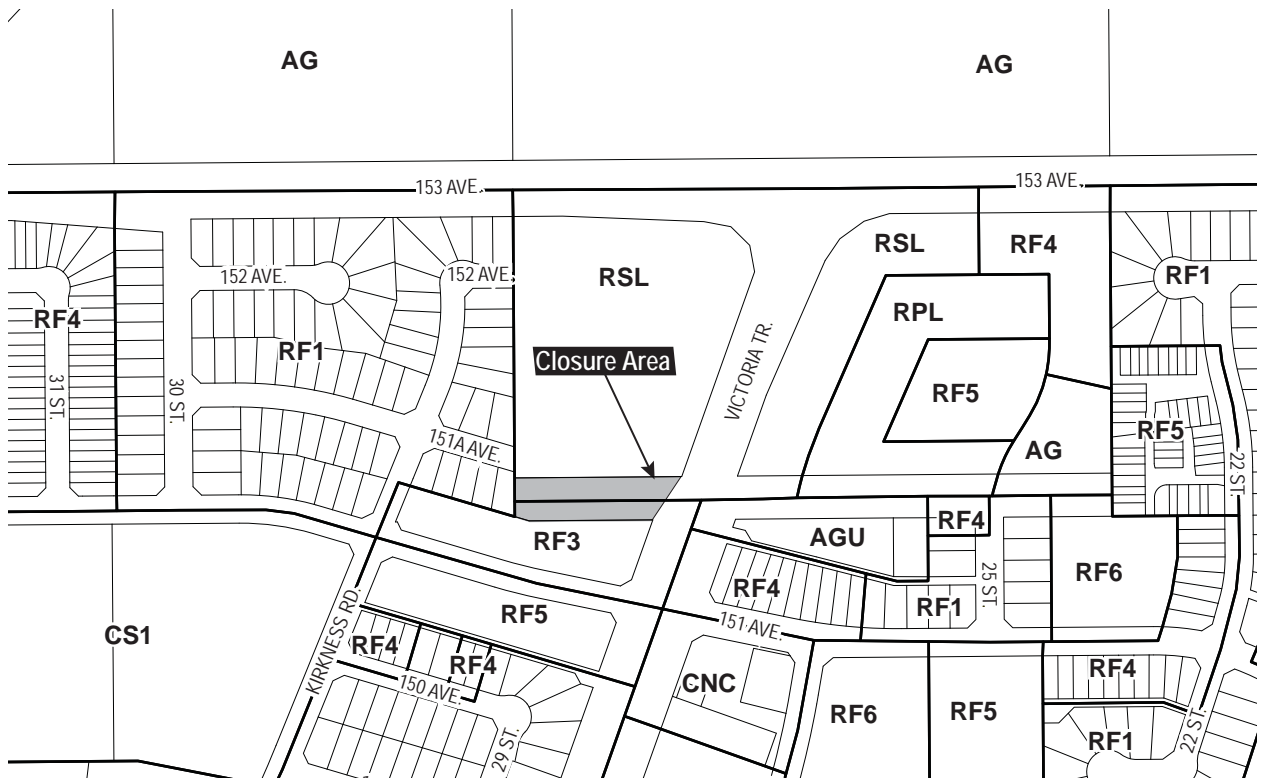 AG
AG
153 AVE.
153 AVE.
RSL
RSL
RF4
RF1
152 AVE.
152 AVE.
RF4
RF1
RPL
Closure Area
VICTORIA TR.
RF5
31 ST.
30 ST.
151A AVE.
RF5
AG
22 ST.
RF3
AGU
RF4
RF4
RF1
25 ST.
RF6
CS1
KIRKNESS RD.
RF5
151 AVE.
RF4
RF4
150 AVE.
CNC
RF6
RF5
RF4
RF1
29 ST.
22 ST.